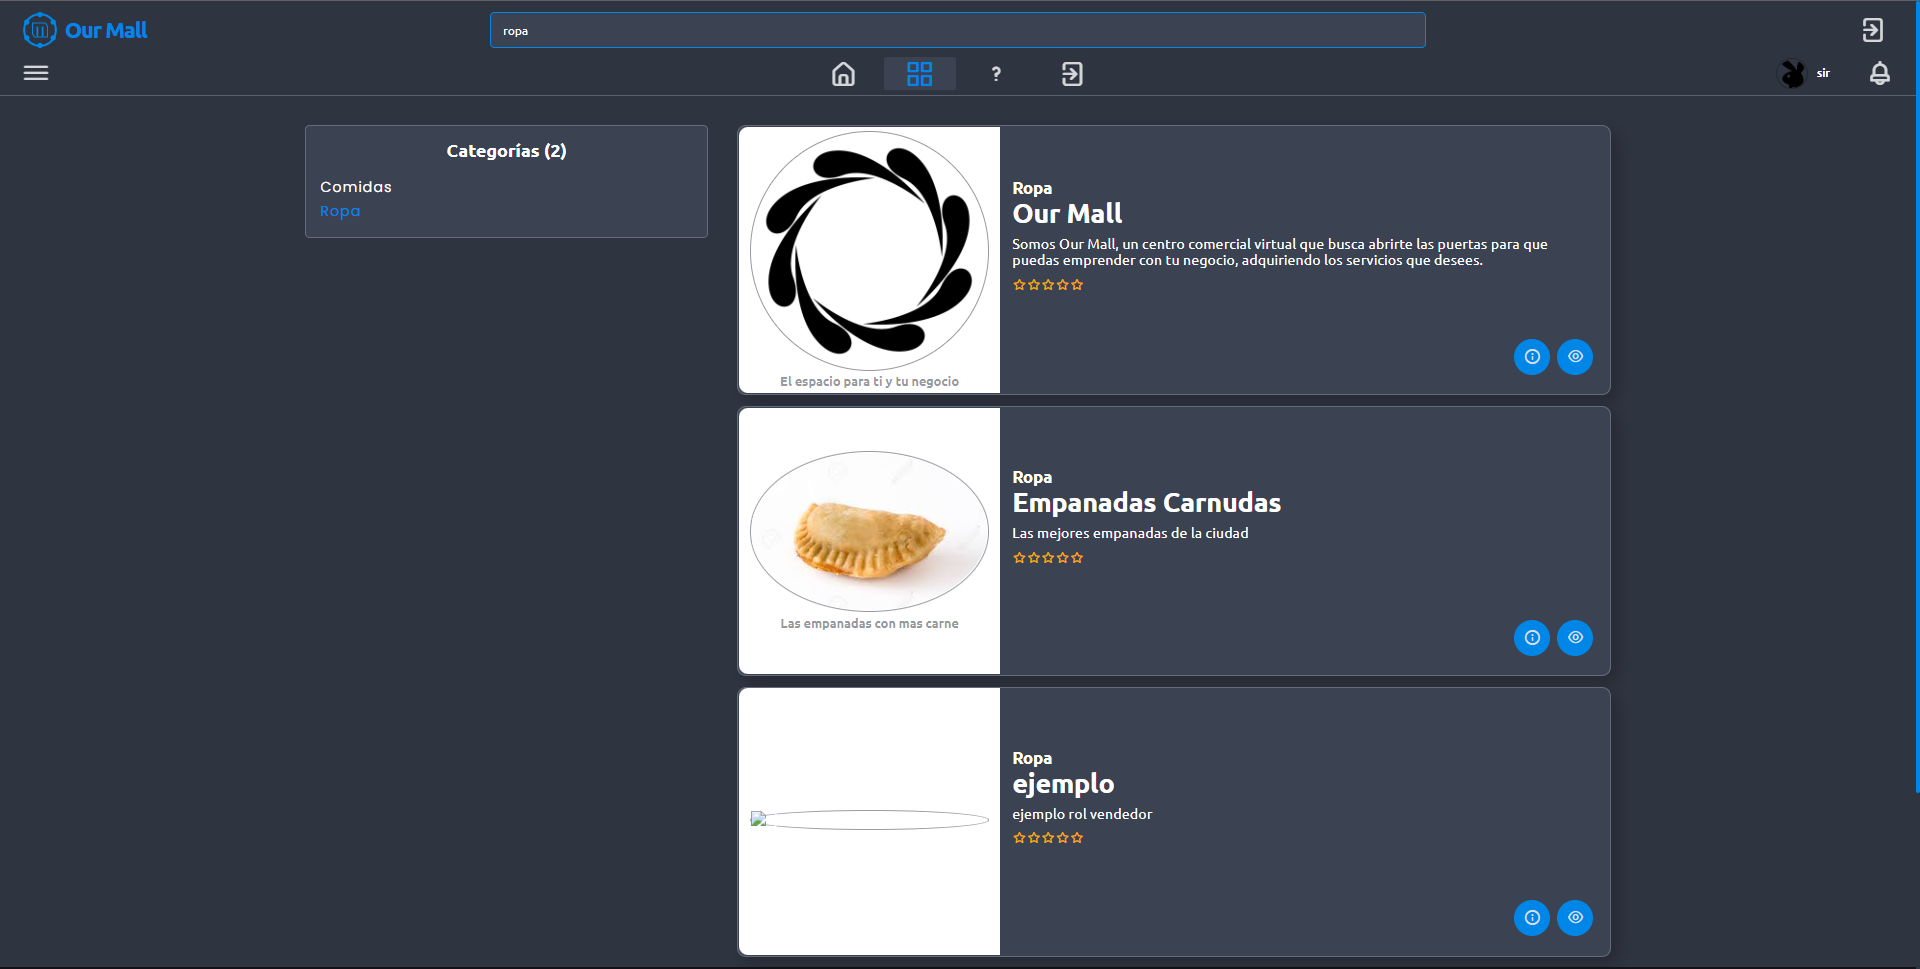 Our Mall
ropa
?
sir
Categorías (2)
Comidas
Ropa
El espacio para ti y tu negocio
Ropa
Our Mall
Somos Our Mall, un centro comercial virtual que busca abrirte las puertas para que
puedas emprender con tu negocio, adquiriendo los servicios que desees.
Las empanadas con mas carne
Ropa
Empanadas Carnudas
Las mejores empanadas de la ciudad
Ropa
ejemplo
ejemplo rol vendedor